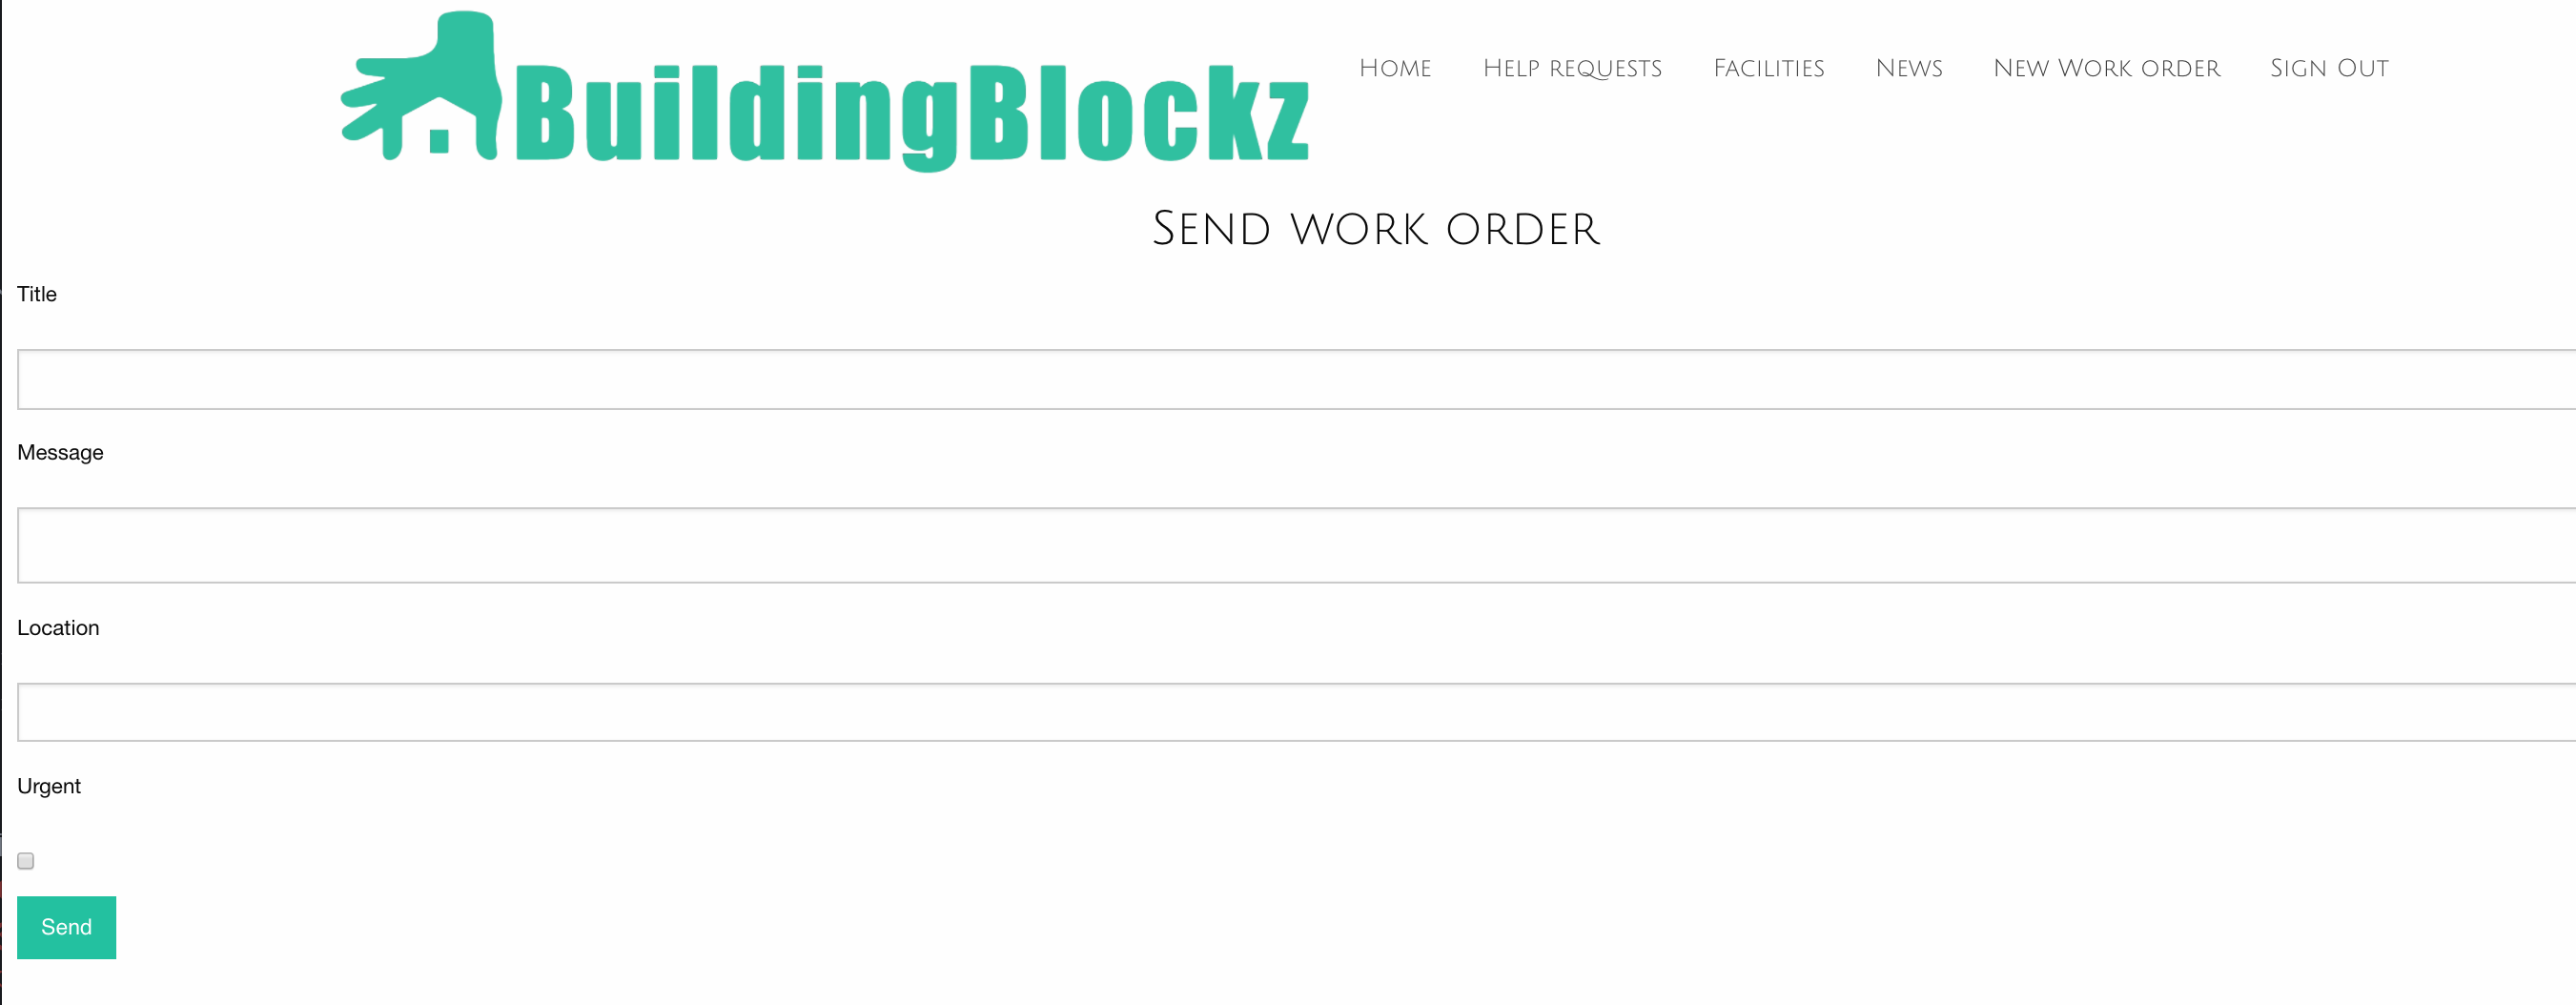 BuildingBlockz
Home Help requests Facilities News New Work order Sign Out
Send work order
Title
Message
Location
Urgent
Send